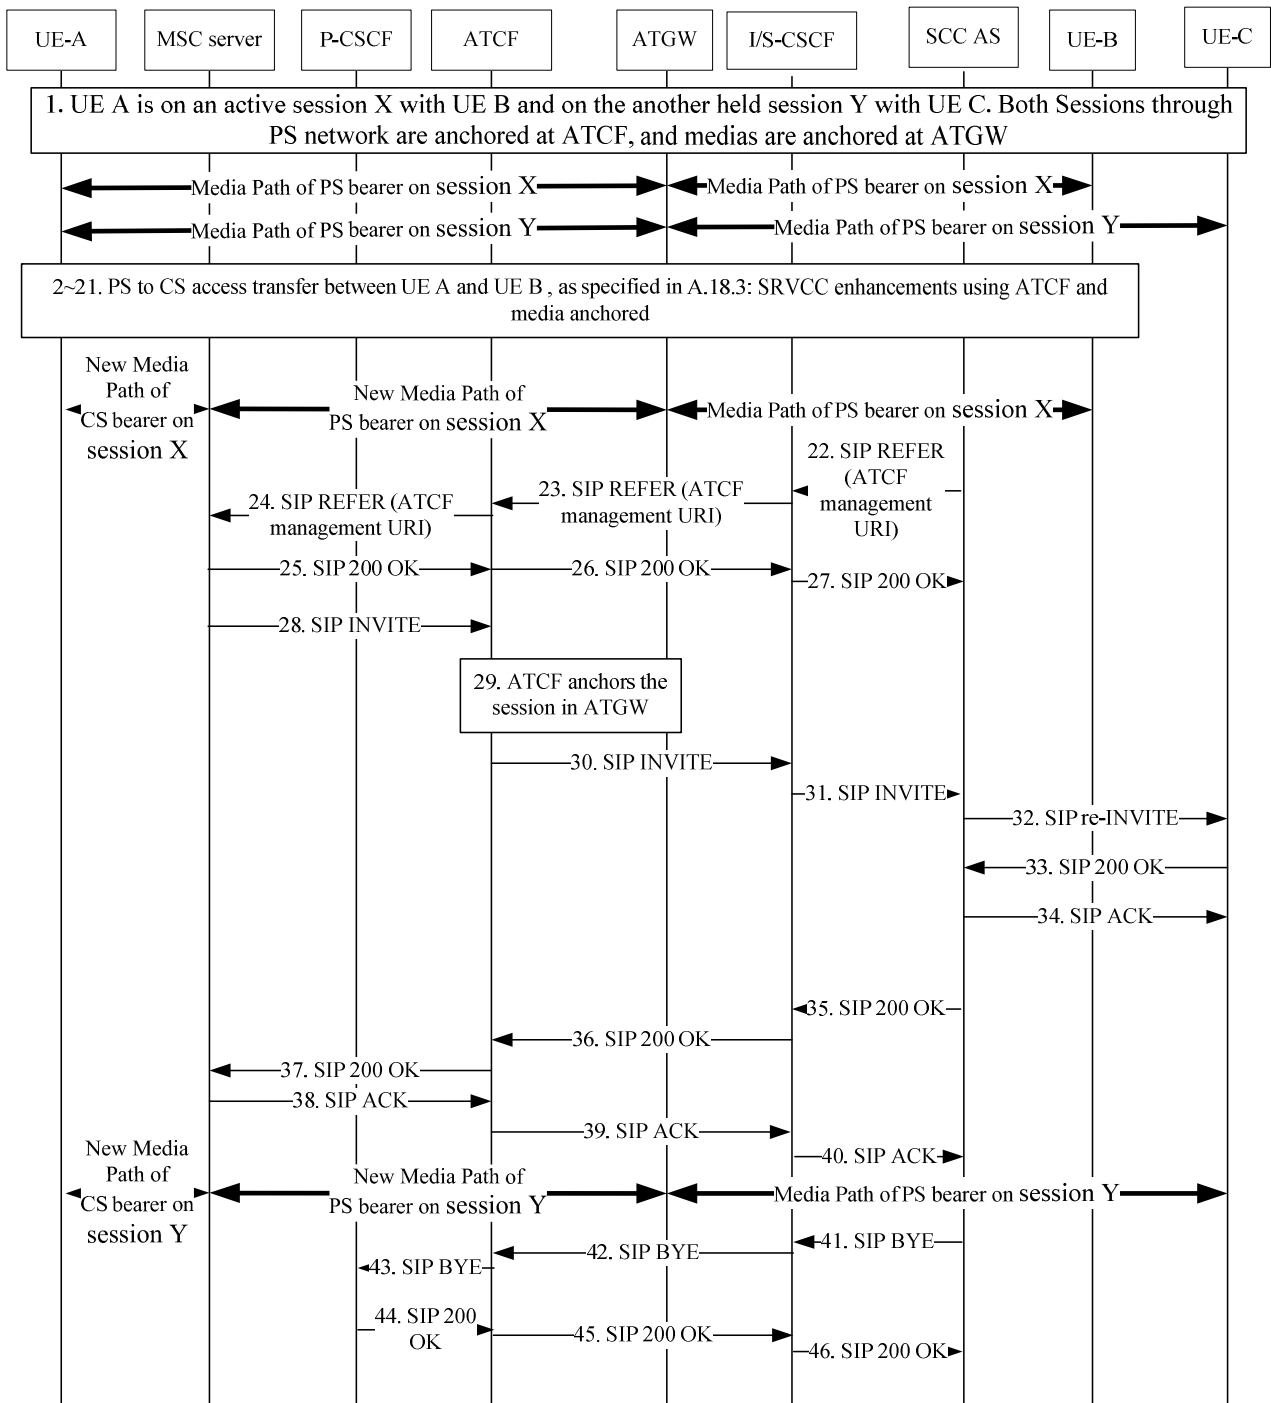 UE-A
MSC server
P-CSCF
ATCF
ATGW
I/S-CSCF
SCC AS
UE-B
UE-C
1. UE A is on an active session X with UE B and on the another held session Y with UE C. Both Sessions through
PS network are anchored at ATCF, and medias are anchored at ATGW
Media Path of PS bearer on session X
Media Path of PS bearer on session X
Media Path of PS bearer on session Y
Media Path of PS bearer on session Y
2~21. PS to CS access transfer between UE A and UE B , as specified in A.18.3: SRVCC enhancements using ATCF and
media anchored
New Media
Path of
CS bearer on
session X
New Media Path of
PS bearer on session X
Media Path of PS bearer on session X
22. SIP REFER
(ATCF
management
URI)
23. SIP REFER (ATCF
management URI)
24. SIP REFER (ATCF
management URI)
25. SIP 200 OK
26. SIP 200 OK
27. SIP 200 OK
28. SIP INVITE
29. ATCF anchors the
session in ATGW
30. SIP INVITE
31. SIP INVITE
32. SIP re-INVITE
33. SIP 200 OK
34. SIP ACK
35. SIP 200 OK
36. SIP 200 OK
37. SIP 200 OK
38. SIP ACK
39. SIP ACK
40. SIP ACK
New Media
Path of
CS bearer on
session Y
New Media Path of
PS bearer on session Y
Media Path of PS bearer on session Y
41. SIP BYE
42. SIP BYE
43. SIP BYE
44. SIP 200
OK
45. SIP 200 OK
46. SIP 200 OK